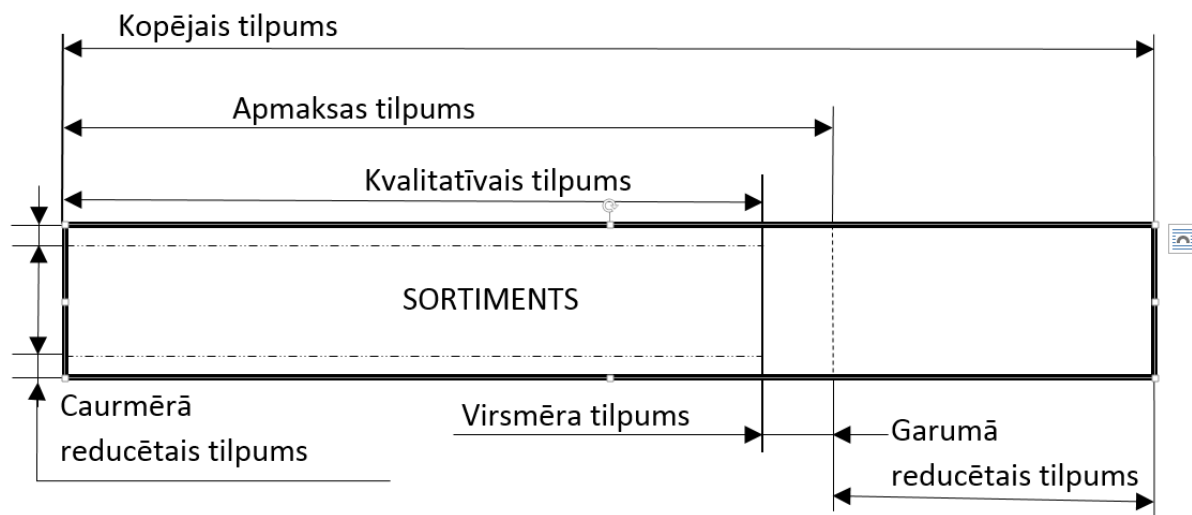 Kopējais tilpums
Apmaksas tilpums
Kvalitatīvais tilpums
SORTIMENTS
Caurmērā
reducētais tilpums
Virsmēra tilpums
Garumā
reducētais tilpums